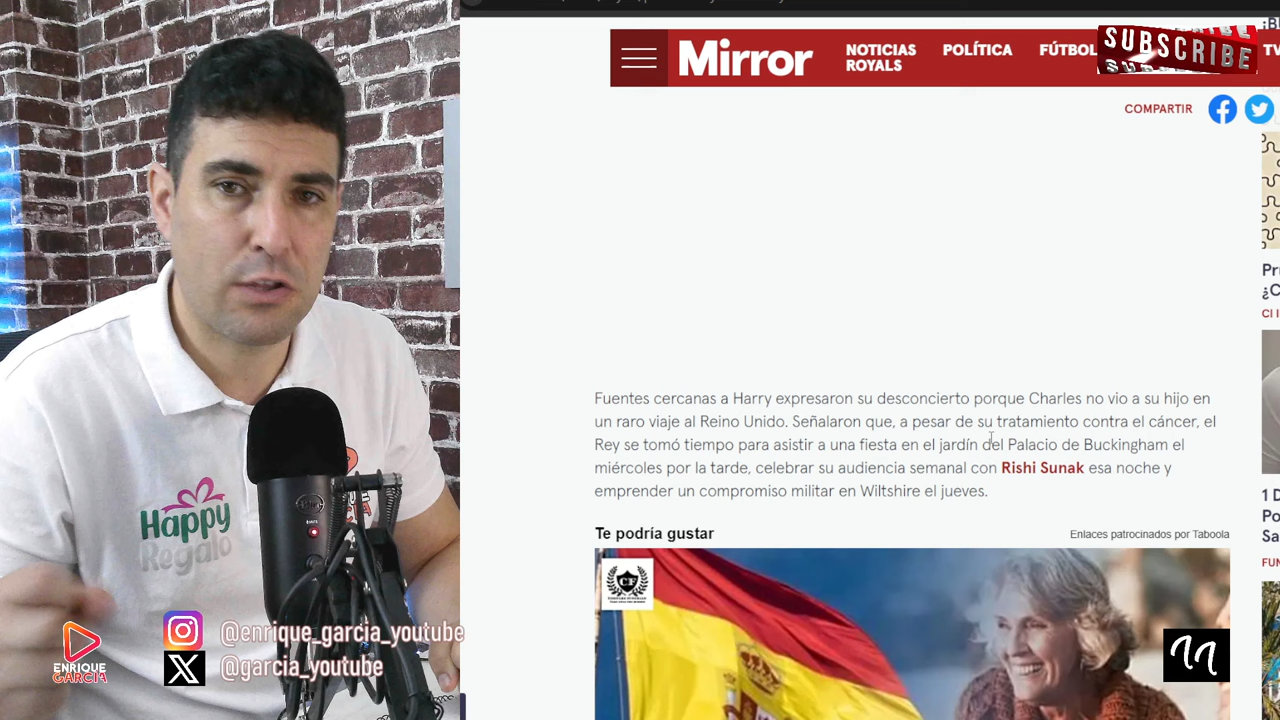 Mirror
NOTICIAS
ROYALS
POLÍTICA
FÚTBOL
SUBSCRIBE
TV
COMPARTIR
Fuentes cercanas a Harry expresaron su desconcierto porque Charles no vio a su hijo en
un raro viaje al Reino Unido. Señalaron que, a pesar de su tratamiento contra el cáncer, el
Rey se tomó tiempo para asistir a una fiesta en el jardín del Palacio de Buckingham el
miércoles por la tarde, celebrar su audiencia semanal con Rishi Sunak esa noche y
emprender un compromiso militar en Wiltshire el jueves.
Te podría gustar
Enlaces patrocinados por Taboola
CF
Happy
Regalo
@enrique_garcia_youtube
@garcia_youtube
ENRIQUE
GARCIA